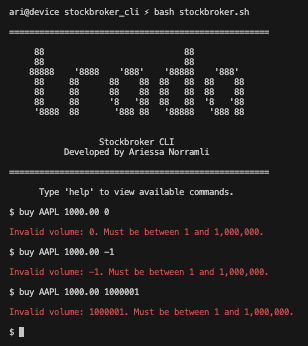 ari@device stockbroker_cli ⚡ bash stockbroker.sh
====================================================
88 88
88 88
88888 '8888 '888' '88888 '888'
88 88 88 88 88 88 88 88 88
88 88 88 88 88 88 88 88 88
88 88 '8 '88 88 88 '8 '88
'8888 88 '888 88 '88888 '888 88
Stockbroker CLI
Developed by Ariessa Norramli
====================================================
Type 'help' to view available commands.
$ buy AAPL 1000.00 0
Invalid volume: 0. Must be between 1 and 1,000,000.
$ buy AAPL 1000.00 -1
Invalid volume: -1. Must be between 1 and 1,000,000.
$ buy AAPL 1000.00 1000001
Invalid volume: 1000001. Must be between 1 and 1,000,000.
$